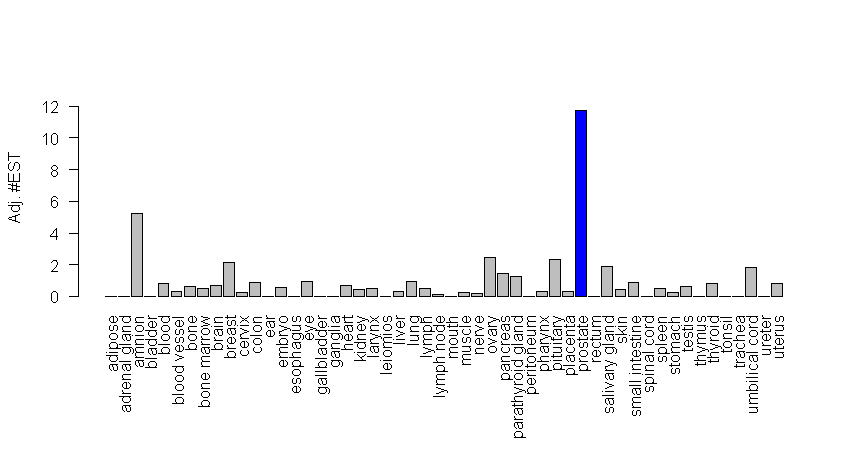 Adj. #EST
12
10
8
6
4
2
0
adipose
adrenal gland
amnion
bladder
blood
blood vessel
bone
bone marrow
brain
breast
cervix
colon
ear
embryo
esophagus
eye
gallbladder
ganglia
heart
kidney
larynx
leiomios
liver
lung
lymph
lymph node
mouth
muscle
nerve
ovary
pancreas
parathyroid gland
peritoneum
pharynx
pituitary
placenta
prostate
rectum
salivary gland
skin
small intestine
spinal cord
spleen
stomach
testis
thymus
thyroid
tonsil
trachea
umbilical cord
ureter
uterus